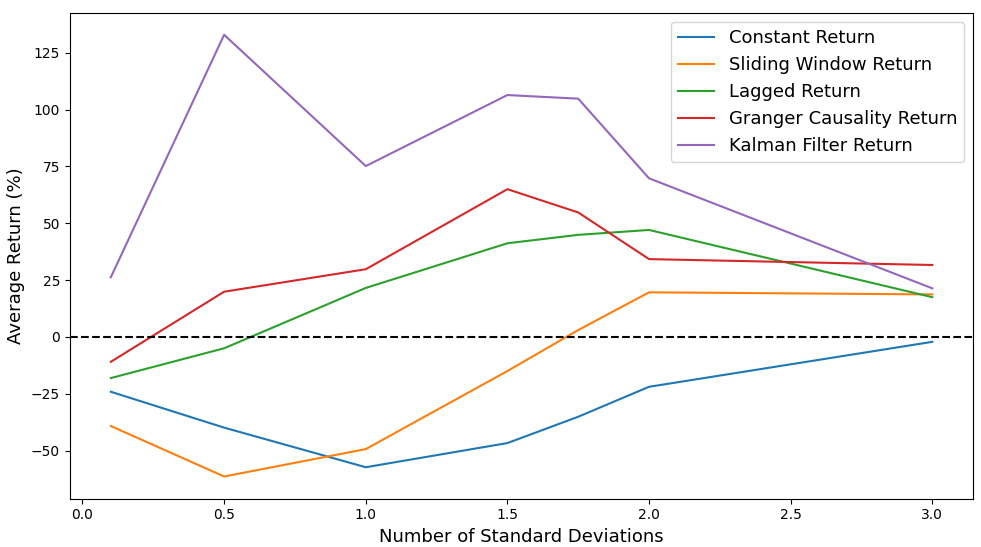 Average Return (%)
125
100
75
50
25
0
−25
−50
0.0
0.5
1.0
1.5
2.0
2.5
3.0
Number of Standard Deviations
Constant Return
Sliding Window Return
Lagged Return
Granger Causality Return
Kalman Filter Return